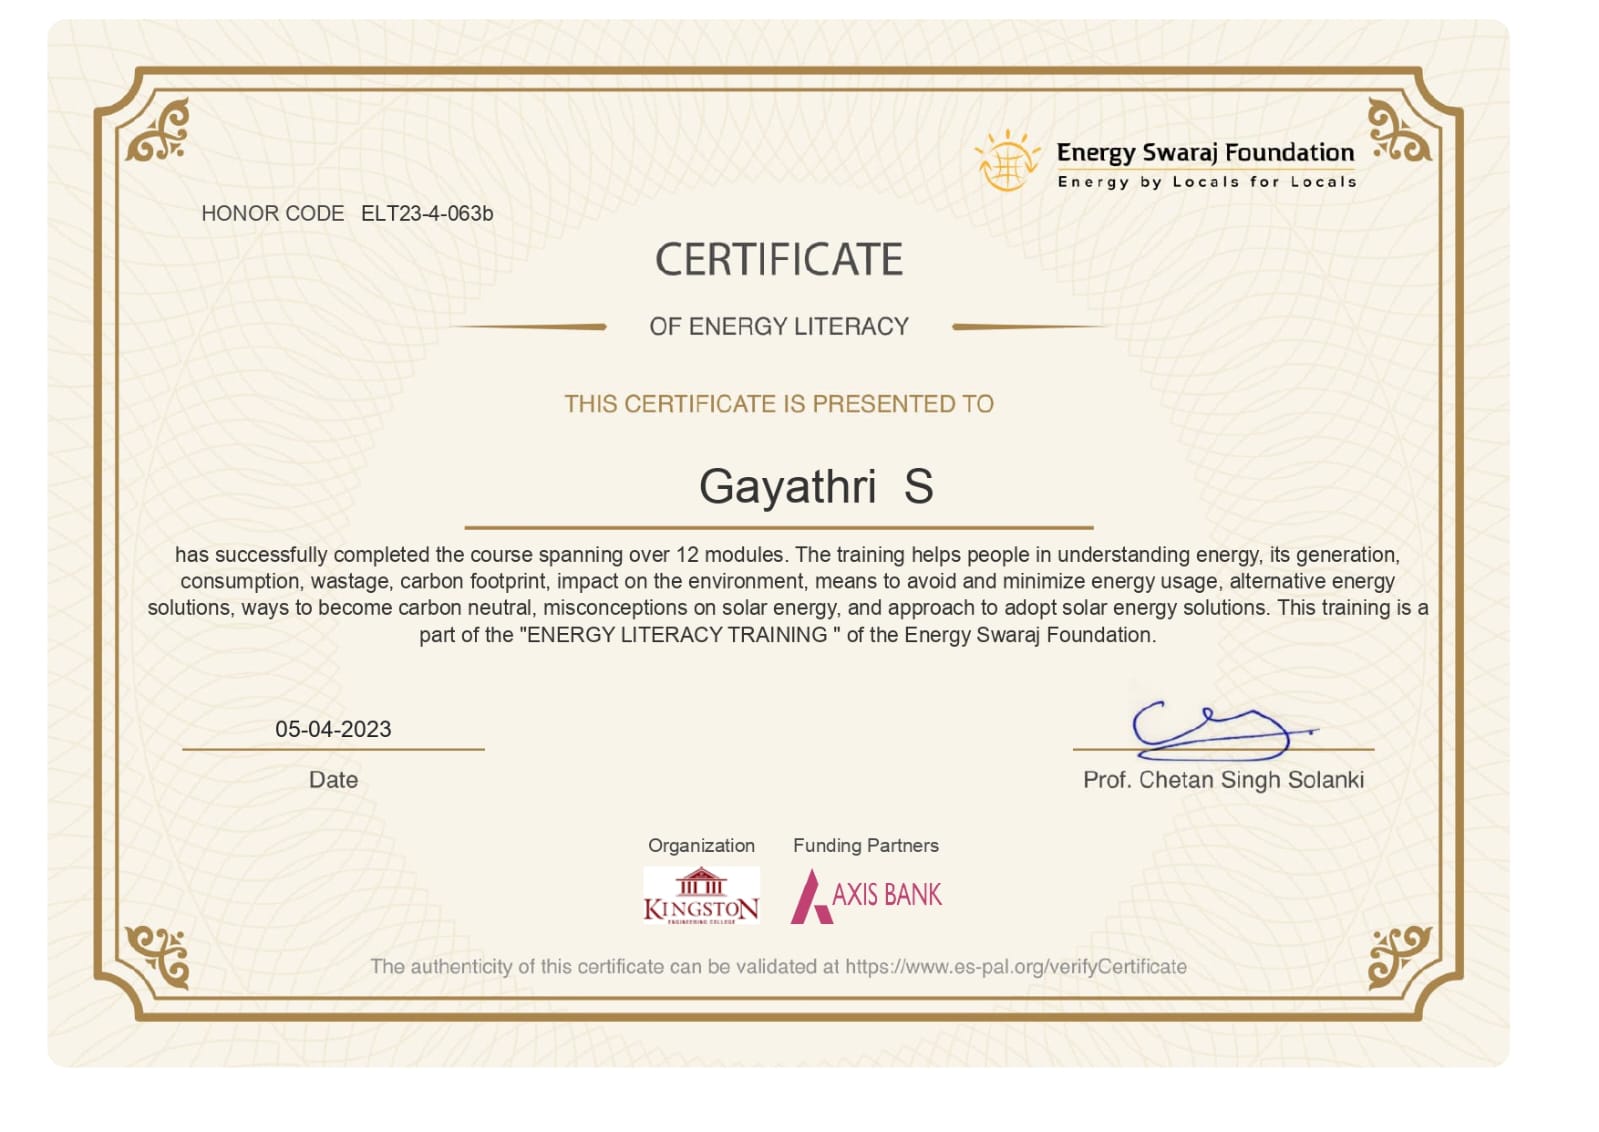 Energy Swaraj Foundation
Energy by Locals for Locals
HONOR CODE ELT23-4-063b
CERTIFICATE
OF ENERGY LITERACY
THIS CERTIFICATE IS PRESENTED TO
Gayathri S
has successfully completed the course spanning over 12 modules. The training helps people in understanding energy, its generation,
consumption, wastage, carbon footprint, impact on the environment, means to avoid and minimize energy usage, alternative energy
solutions, ways to become carbon neutral, misconceptions on solar energy, and approach to adopt solar energy solutions. This training is a
part of the "ENERGY LITERACY TRAINING " of the Energy Swaraj Foundation.
05-04-2023
Date
Prof. Chetan Singh Solanki
Organization Funding Partners
KINGSTON
ENGINEERING COLLEGE
AXIS BANK
The authenticity of this certificate can be validated at https://www.es-pal.org/verifyCertificate